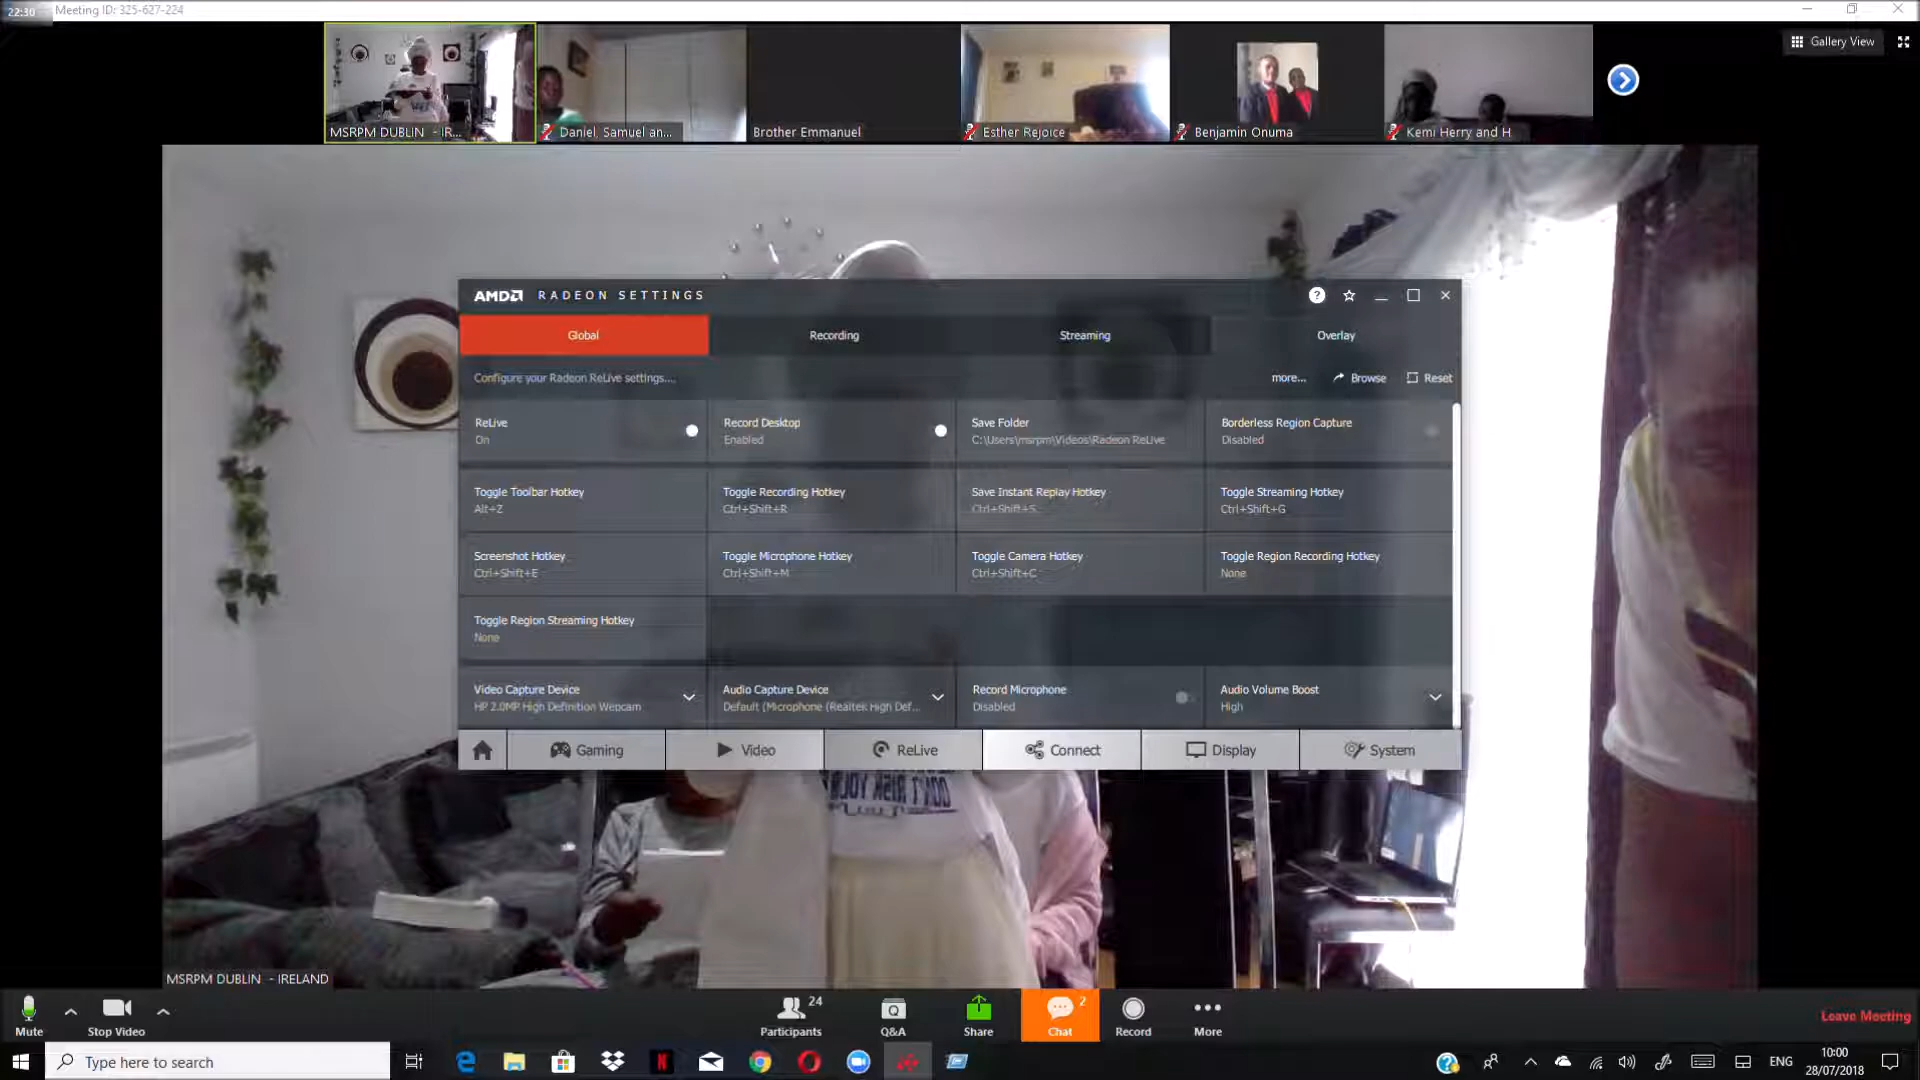 22:30
Meeting ID: 325-627-224
Gallery View
MSRPM DUBLIN - IR...
Daniel, Samuel an...
Brother Emmanuel
Esther Rejoice
Benjamin Onuma
Kemi Herry and H
AMD RADEON SETTINGS
Global
Recording
Streaming
Overlay
Configure your Radeon ReLive settings....
more...
Browse
Reset
ReLive
On
Record Desktop
Enabled
Save Folder
C:\Users\msrpm\Videos\Radeon ReLive
Borderless Region Capture
Disabled
Toggle Toolbar Hotkey
Alt+Z
Toggle Recording Hotkey
Ctrl+Shift+R
Save Instant Replay Hotkey
Ctrl+Shift+S
Toggle Streaming Hotkey
Ctrl+Shift+G
Screenshot Hotkey
Ctrl+Shift+E
Toggle Microphone Hotkey
Ctrl+Shift+M
Toggle Camera Hotkey
Ctrl+Shift+C
Toggle Region Recording Hotkey
None
Toggle Region Streaming Hotkey
None
Video Capture Device
HP 2.0MP High Definition Webcam
Audio Capture Device
Default (Microphone (Realtek High Def...
Record Microphone
Disabled
Audio Volume Boost
High
Gaming
Video
ReLive
Connect
Display
System
DON'T RISK YOUR
MSRPM DUBLIN - IRELAND
Mute
Stop Video
24
Participants
Q&A
Share
2
Chat
Record
More
Leave Meeting
Type here to search
ENG
10:00
28/07/2018